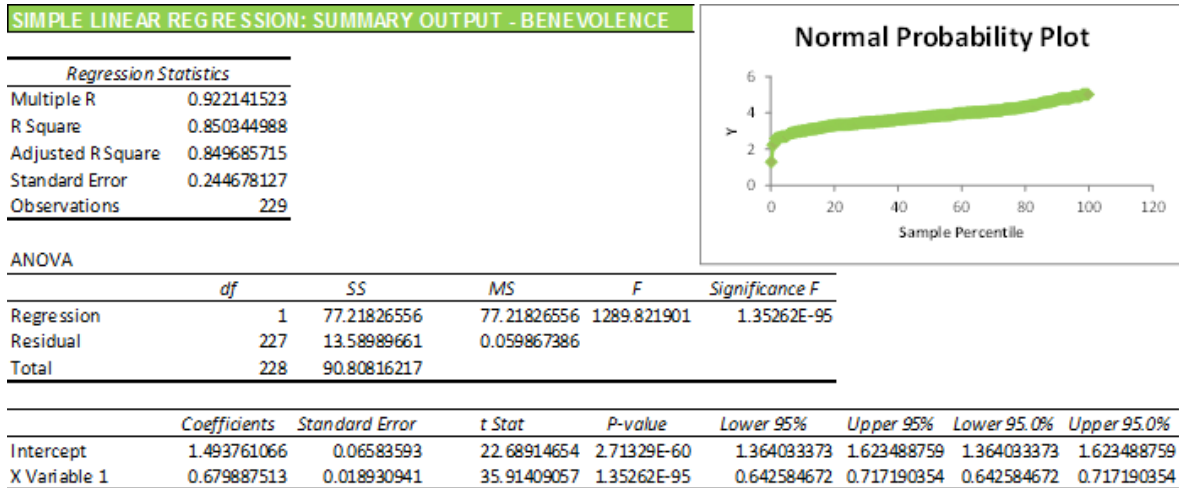 SIMPLE LINEAR REGRESSION: SUMMARY OUTPUT - BENEVOLENCE
Regression Statistics
Multiple R 0.922141523
R Square 0.850344988
Adjusted R Square 0.849685715
Standard Error 0.244678127
Observations 229
Normal Probability Plot
6
4
2
0
Y
0 20 40 60 80 100 120
Sample Percentile
ANOVA
df SS MS F Significance F
Regression 1 77.21826556 77.21826556 1289.821901 1.35262E-95
Residual 227 13.58989661 0.059867386
Total 228 90.80816217
Coefficients Standard Error t Stat P-value Lower 95% Upper 95% Lower 95.0% Upper 95.0%
Intercept 1.493761066 0.06583593 22.68914654 2.71329E-60 1.364033373 1.623488759 1.364033373 1.623488759
X Variable 1 0.679887513 0.018930941 35.91409057 1.35262E-95 0.642584672 0.717190354 0.642584672 0.717190354